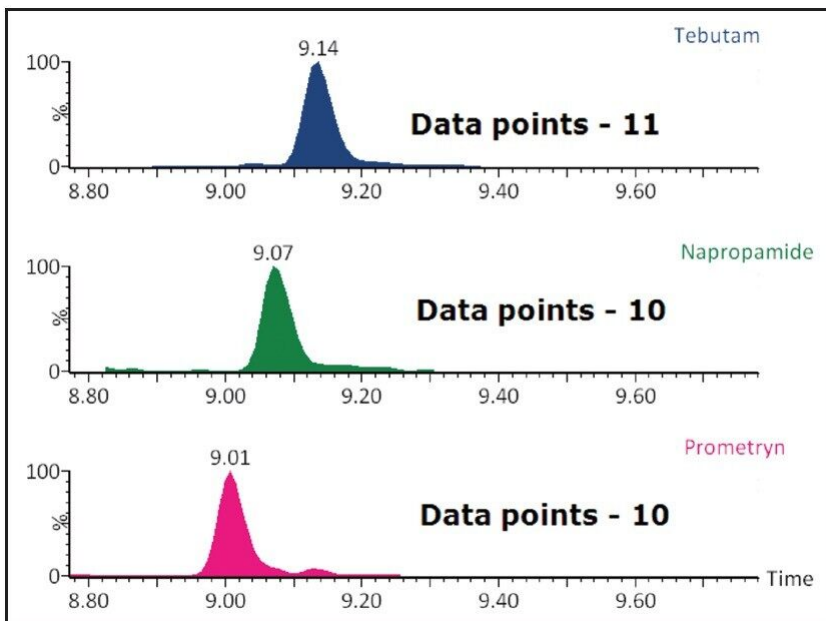 Tebutam
9.14
100
Data points - 11
%
0
8.80 9.00 9.20 9.40 9.60
Napropamide
9.07
100
Data points - 10
%
0
8.80 9.00 9.20 9.40 9.60
Prometryn
9.01
100
Data points - 10
%
0
Time
8.80 9.00 9.20 9.40 9.60